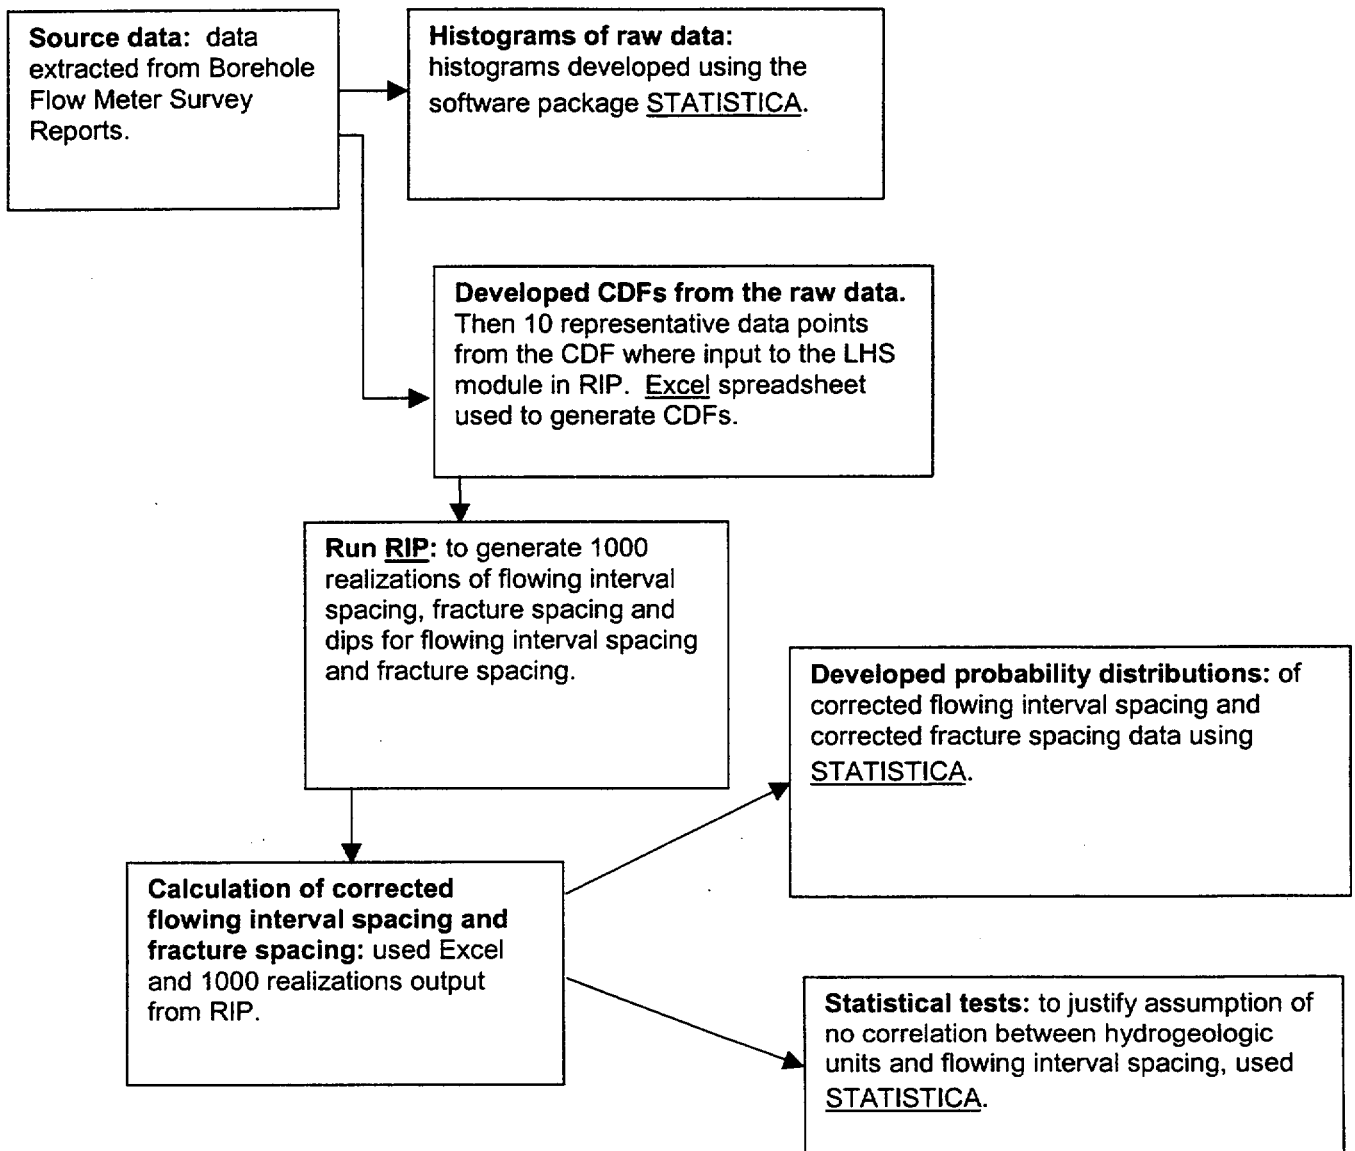 Source data: data
extracted from Borehole
Flow Meter Survey
Reports.
Histograms of raw data:
histograms developed using the
software package STATISTICA.
Developed CDFs from the raw data.
Then 10 representative data points
from the CDF where input to the LHS
module in RIP. Excel spreadsheet
used to generate CDFs.
Run RIP: to generate 1000
realizations of flowing interval
spacing, fracture spacing and
dips for flowing interval spacing
and fracture spacing.
Developed probability distributions: of
corrected flowing interval spacing and
corrected fracture spacing data using
STATISTICA.
Calculation of corrected
flowing interval spacing and
fracture spacing: used Excel
and 1000 realizations output
from RIP.
Statistical tests: to justify assumption of
no correlation between hydrogeologic
units and flowing interval spacing, used
STATISTICA.